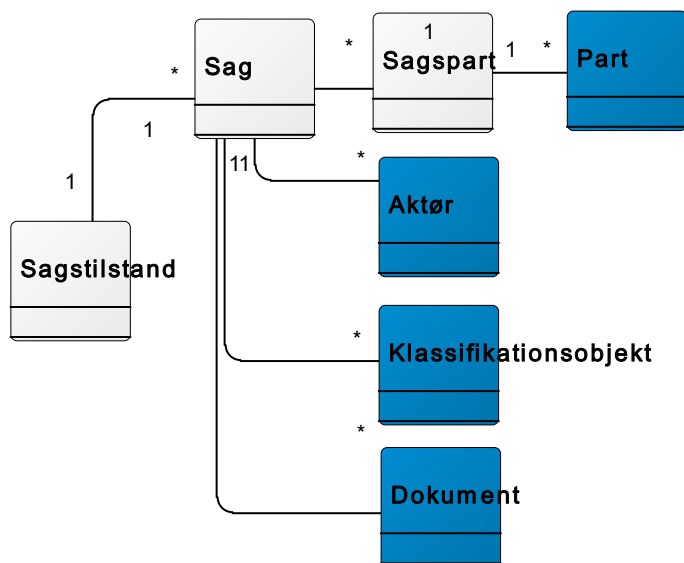 1
* 1 *
Sag Sagspart Part
*
1 11 *
1
Aktør
Sagstilstand
*
Klassifikationsobjekt
*
Dokument